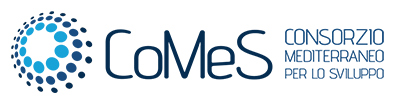 CoMeS
CONSORZIO
MEDITERRANEO
PER LO SVILUPPO